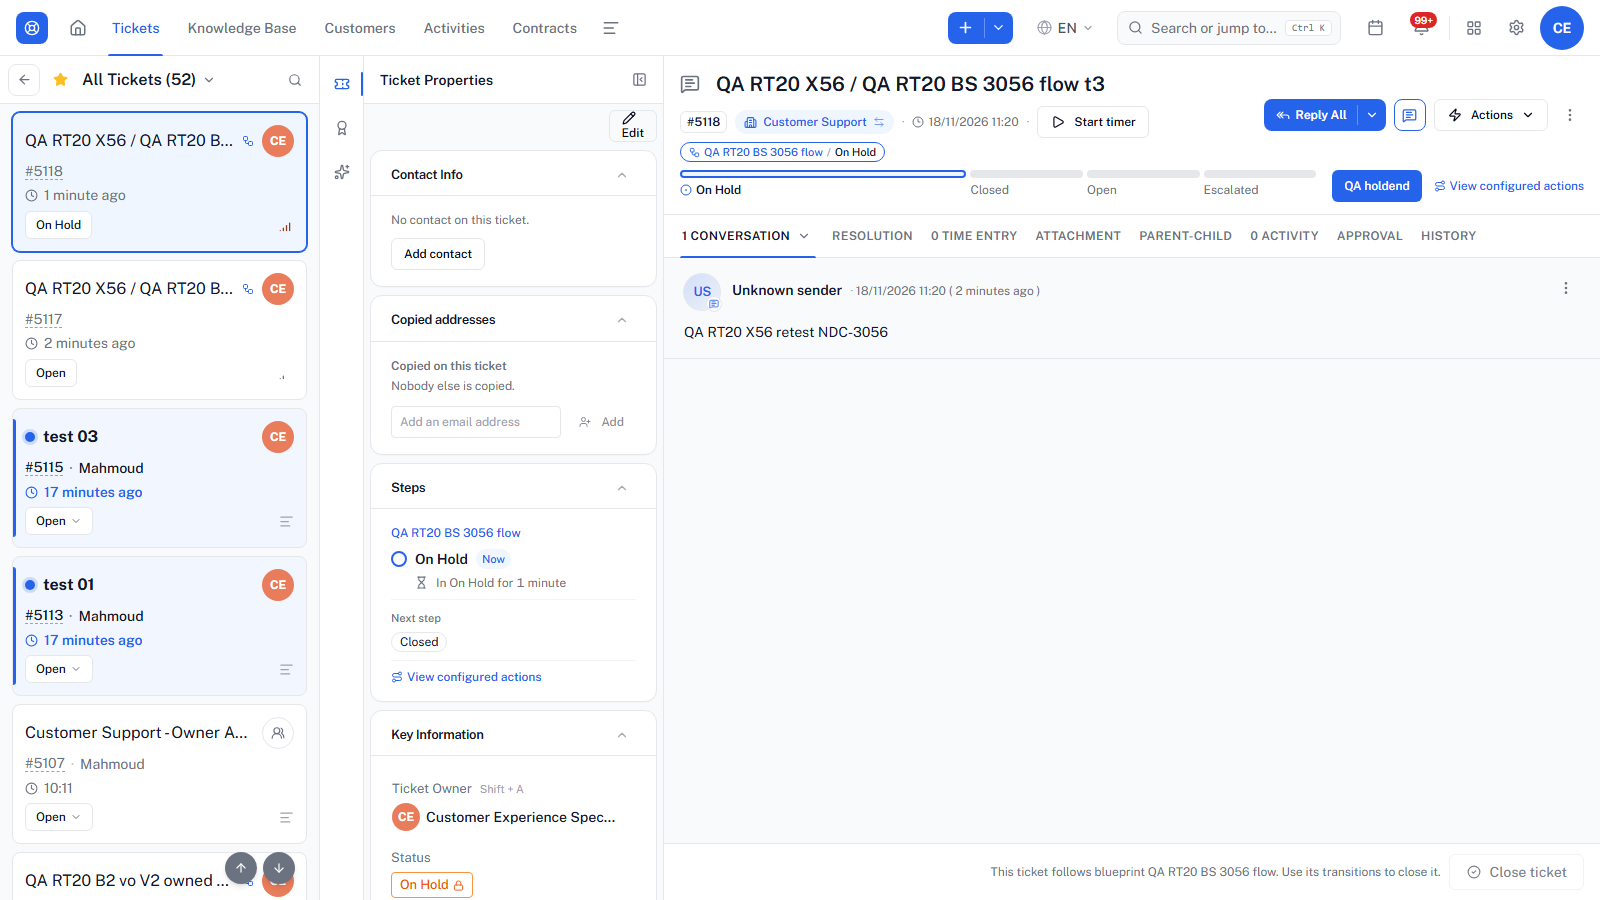 Tickets
Knowledge Base
Customers
Activities
Contracts
EN
Search or jump to...
Ctrl K
99+
CE
All Tickets (52)
QA RT20 X56 / QA RT20 B...
CE
#5118
1 minute ago
On Hold
QA RT20 X56 / QA RT20 B...
CE
#5117
2 minutes ago
Open
test 03
CE
#5115 · Mahmoud
17 minutes ago
Open
test 01
CE
#5113 · Mahmoud
17 minutes ago
Open
Customer Support - Owner A...
#5107 · Mahmoud
10:11
Open
QA RT20 B2 vo V2 owned ...
Ticket Properties
Edit
Contact Info
No contact on this ticket.
Add contact
Copied addresses
Copied on this ticket
Nobody else is copied.
Add an email address
Add
Steps
QA RT20 BS 3056 flow
On Hold
Now
In On Hold for 1 minute
Next step
Closed
View configured actions
Key Information
Ticket Owner
Shift + A
CE
Customer Experience Spec...
Status
On Hold
QA RT20 X56 / QA RT20 BS 3056 flow t3
#5118
Customer Support
· 18/11/2026 11:20 ·
Start timer
Reply All
Actions
QA RT20 BS 3056 flow / On Hold
On Hold
Closed
Open
Escalated
QA holdend
View configured actions
1 CONVERSATION
RESOLUTION
0 TIME ENTRY
ATTACHMENT
PARENT-CHILD
0 ACTIVITY
APPROVAL
HISTORY
US
Unknown sender
· 18/11/2026 11:20 ( 2 minutes ago )
QA RT20 X56 retest NDC-3056
This ticket follows blueprint QA RT20 BS 3056 flow. Use its transitions to close it.
Close ticket